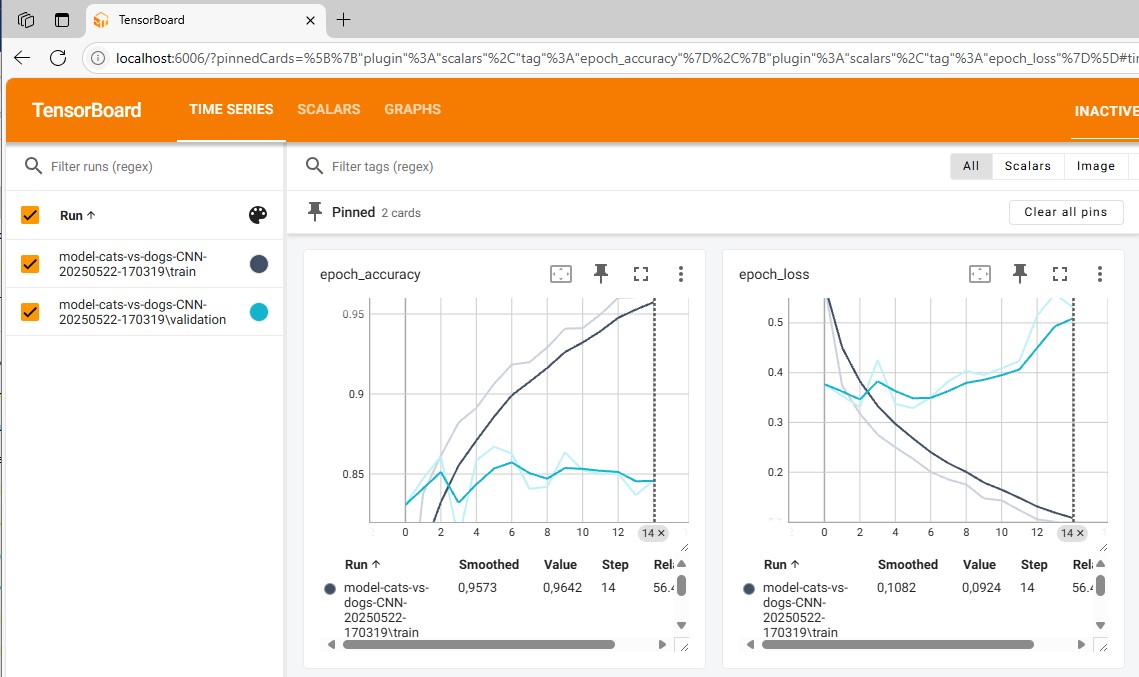 TensorBoard
localhost:6006/?pinnedCards=%5B%7B"plugin"%3A"scalars"%2C"tag"%3A"epoch_accuracy"%7D%2C%7B"plugin"%3A"scalars"%2C"tag"%3A"epoch_loss"%7D%5D#tir
TensorBoard
TIME SERIES
SCALARS
GRAPHS
INACTIVE
Filter runs (regex)
Filter tags (regex)
All
Scalars
Image
Run ↑
Pinned 2 cards
Clear all pins
model-cats-vs-dogs-CNN-
20250522-170319\train
model-cats-vs-dogs-CNN-
20250522-170319\validation
epoch_accuracy
0.95
0.9
0.85
0 2 4 6 8 10 12 14 ×
Run ↑ Smoothed Value Step Rela
model-cats-vs- 0,9573 0,9642 14 56.4
dogs-CNN-
20250522-
170319\train
epoch_loss
0.5
0.4
0.3
0.2
0 2 4 6 8 10 12 14 ×
Run ↑ Smoothed Value Step Rela
model-cats-vs- 0,1082 0,0924 14 56.4
dogs-CNN-
20250522-
170319\train